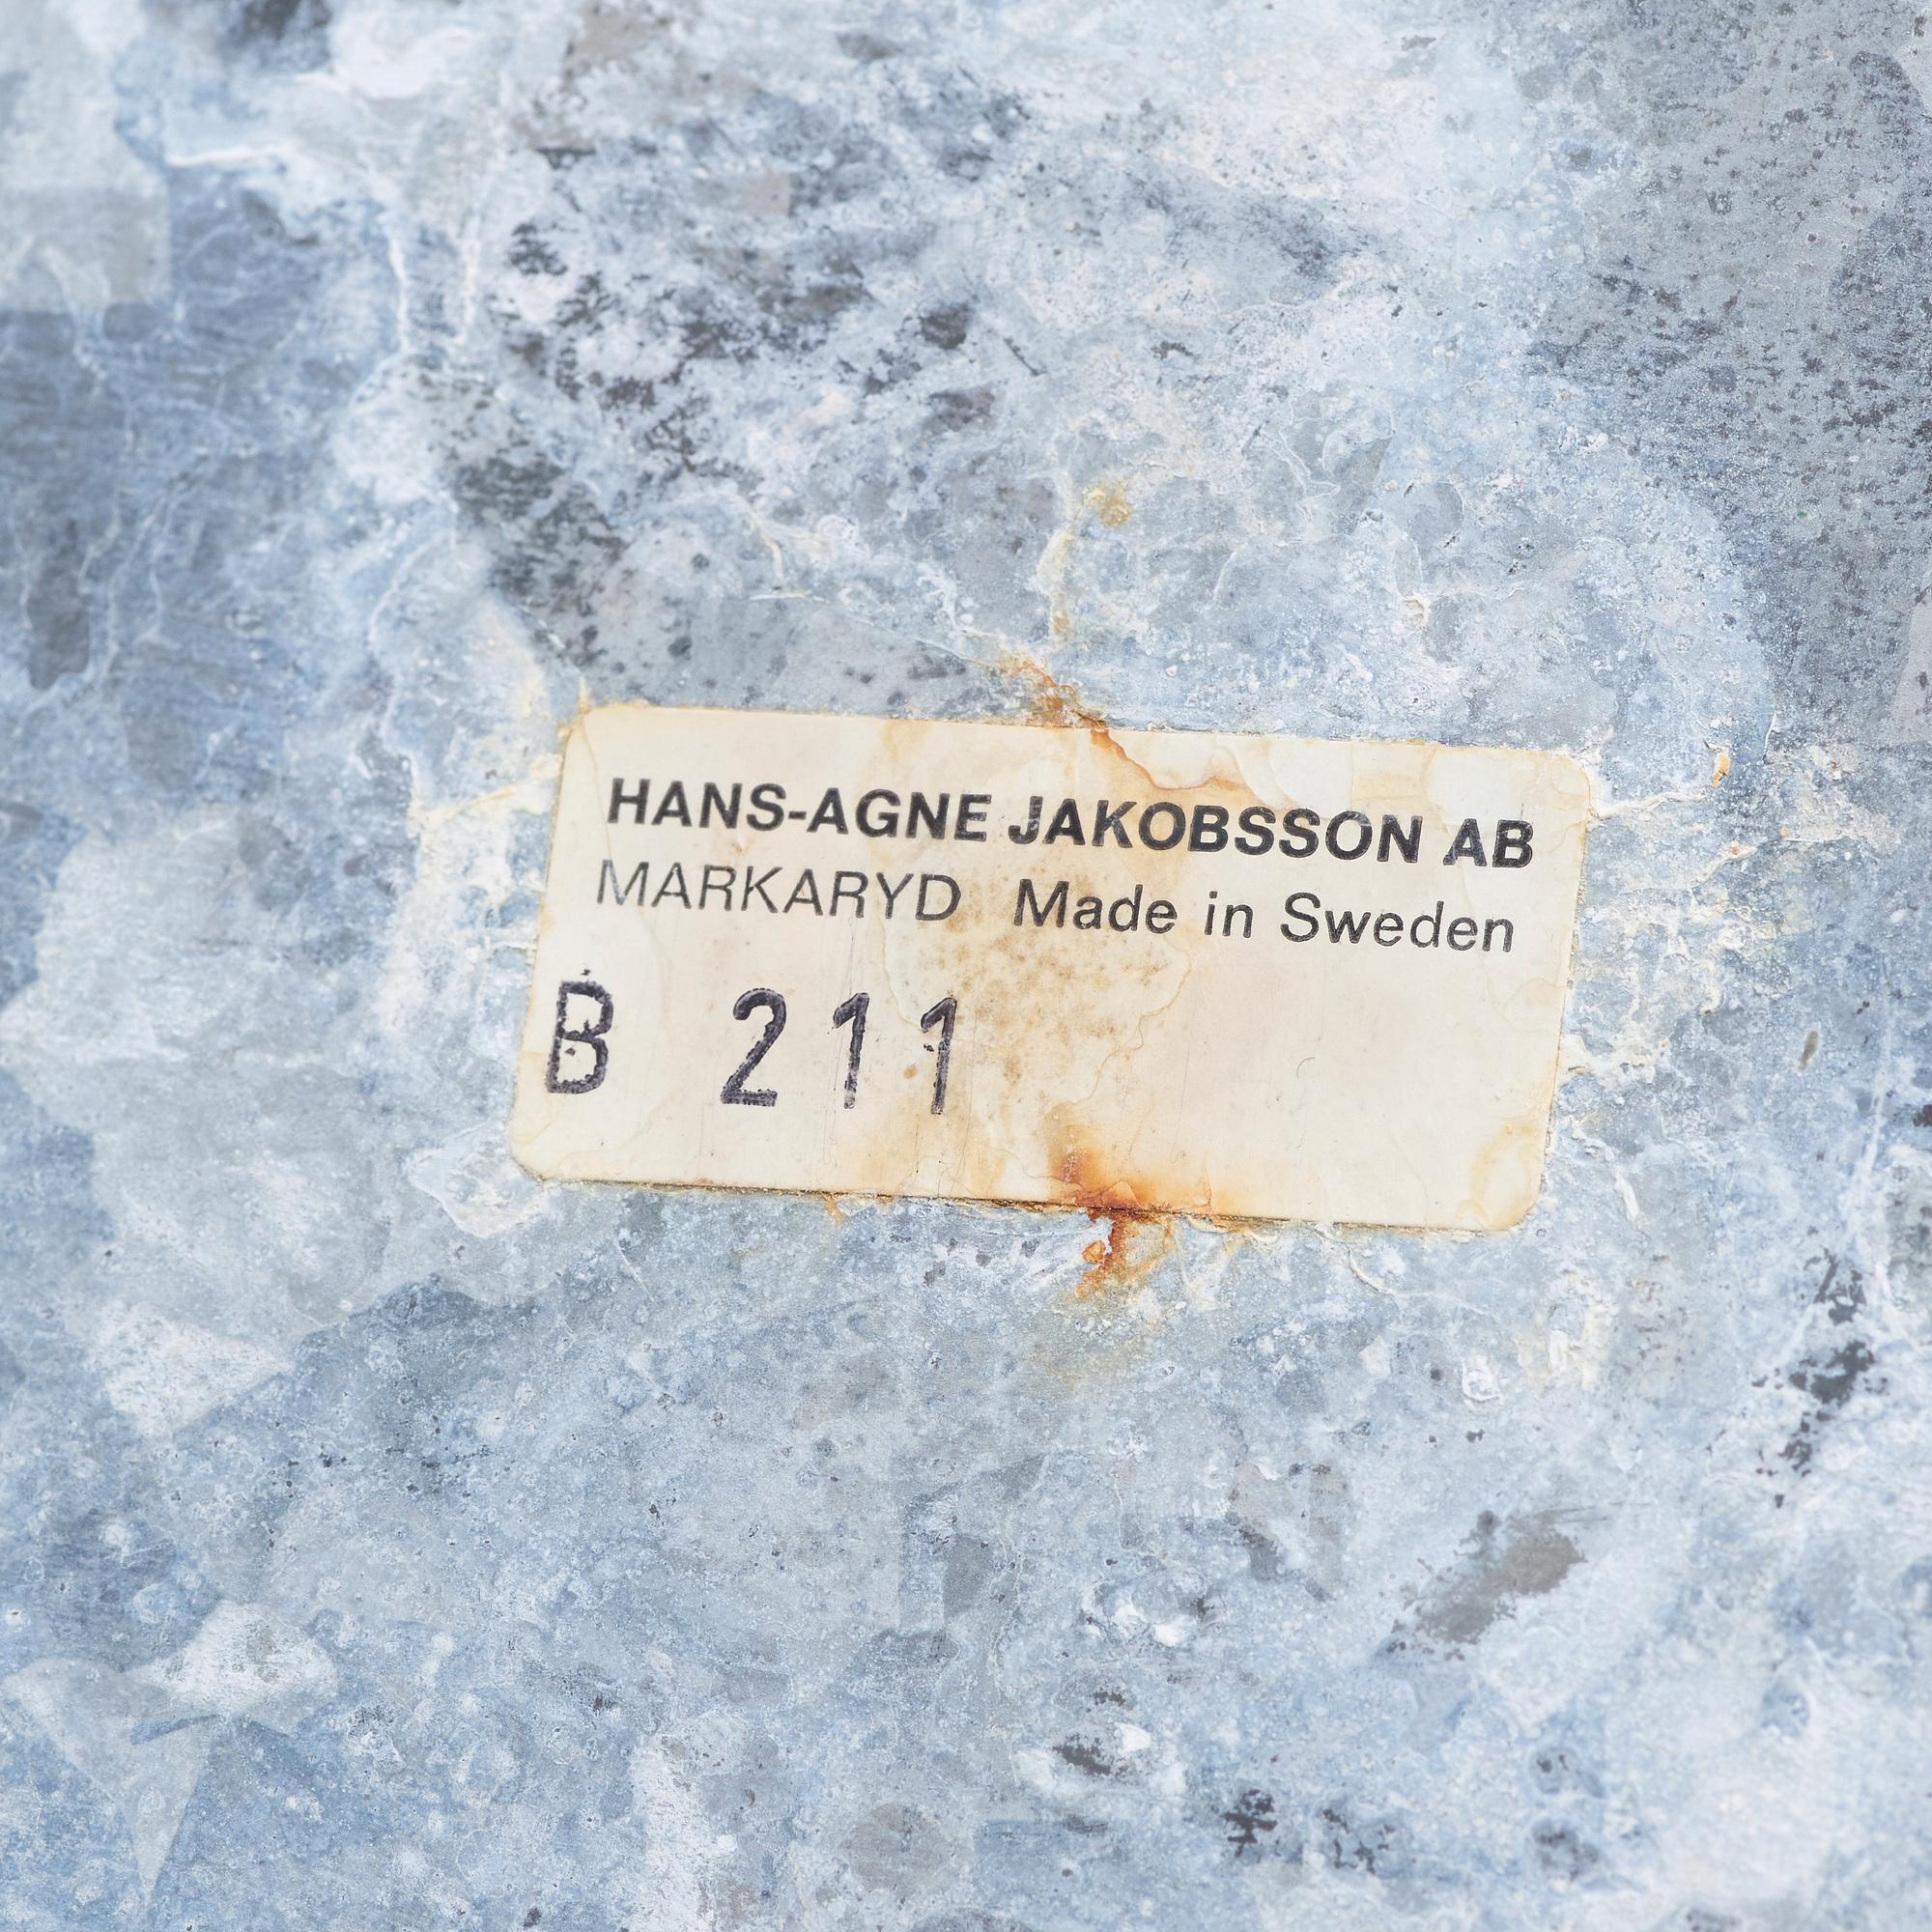 HANS-AGNE JAKOBSSON AB
MARKARYD Made in Sweden
B 211